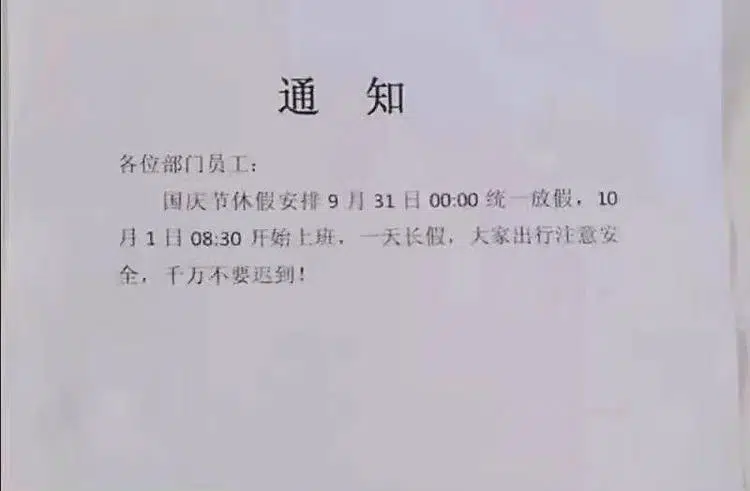 通 知
各位部门员工：
国庆节休假安排 9 月 31 日 00:00 统一放假，10
月 1 日 08:30 开始上班，一天长假，大家出行注意安
全，千万不要迟到！